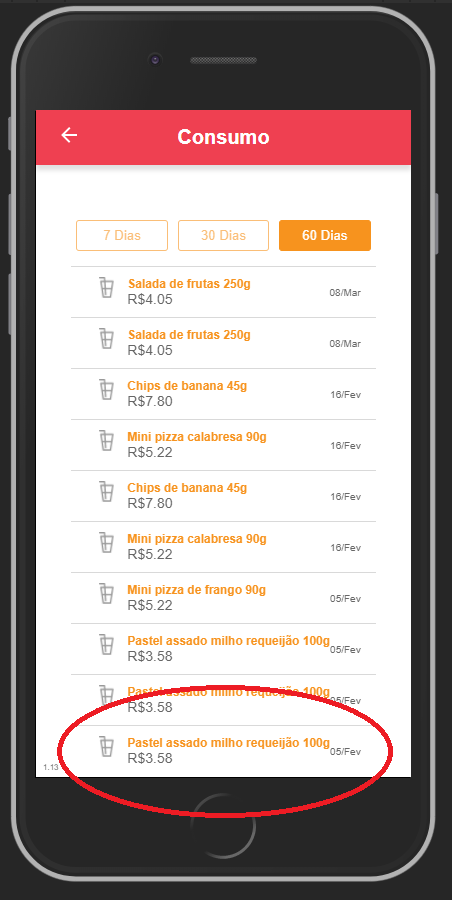 Consumo
7 Dias
30 Dias
60 Dias
Salada de frutas 250g
R$4.05
08/Mar
Salada de frutas 250g
R$4.05
08/Mar
Chips de banana 45g
R$7.80
16/Fev
Mini pizza calabresa 90g
R$5.22
16/Fev
Chips de banana 45g
R$7.80
16/Fev
Mini pizza calabresa 90g
R$5.22
16/Fev
Mini pizza de frango 90g
R$5.22
05/Fev
Pastel assado milho requeijão 100g
R$3.58
05/Fev
Pastel assado milho requeijão 100g
R$3.58
05/Fev
Pastel assado milho requeijão 100g
R$3.58
05/Fev
1.13